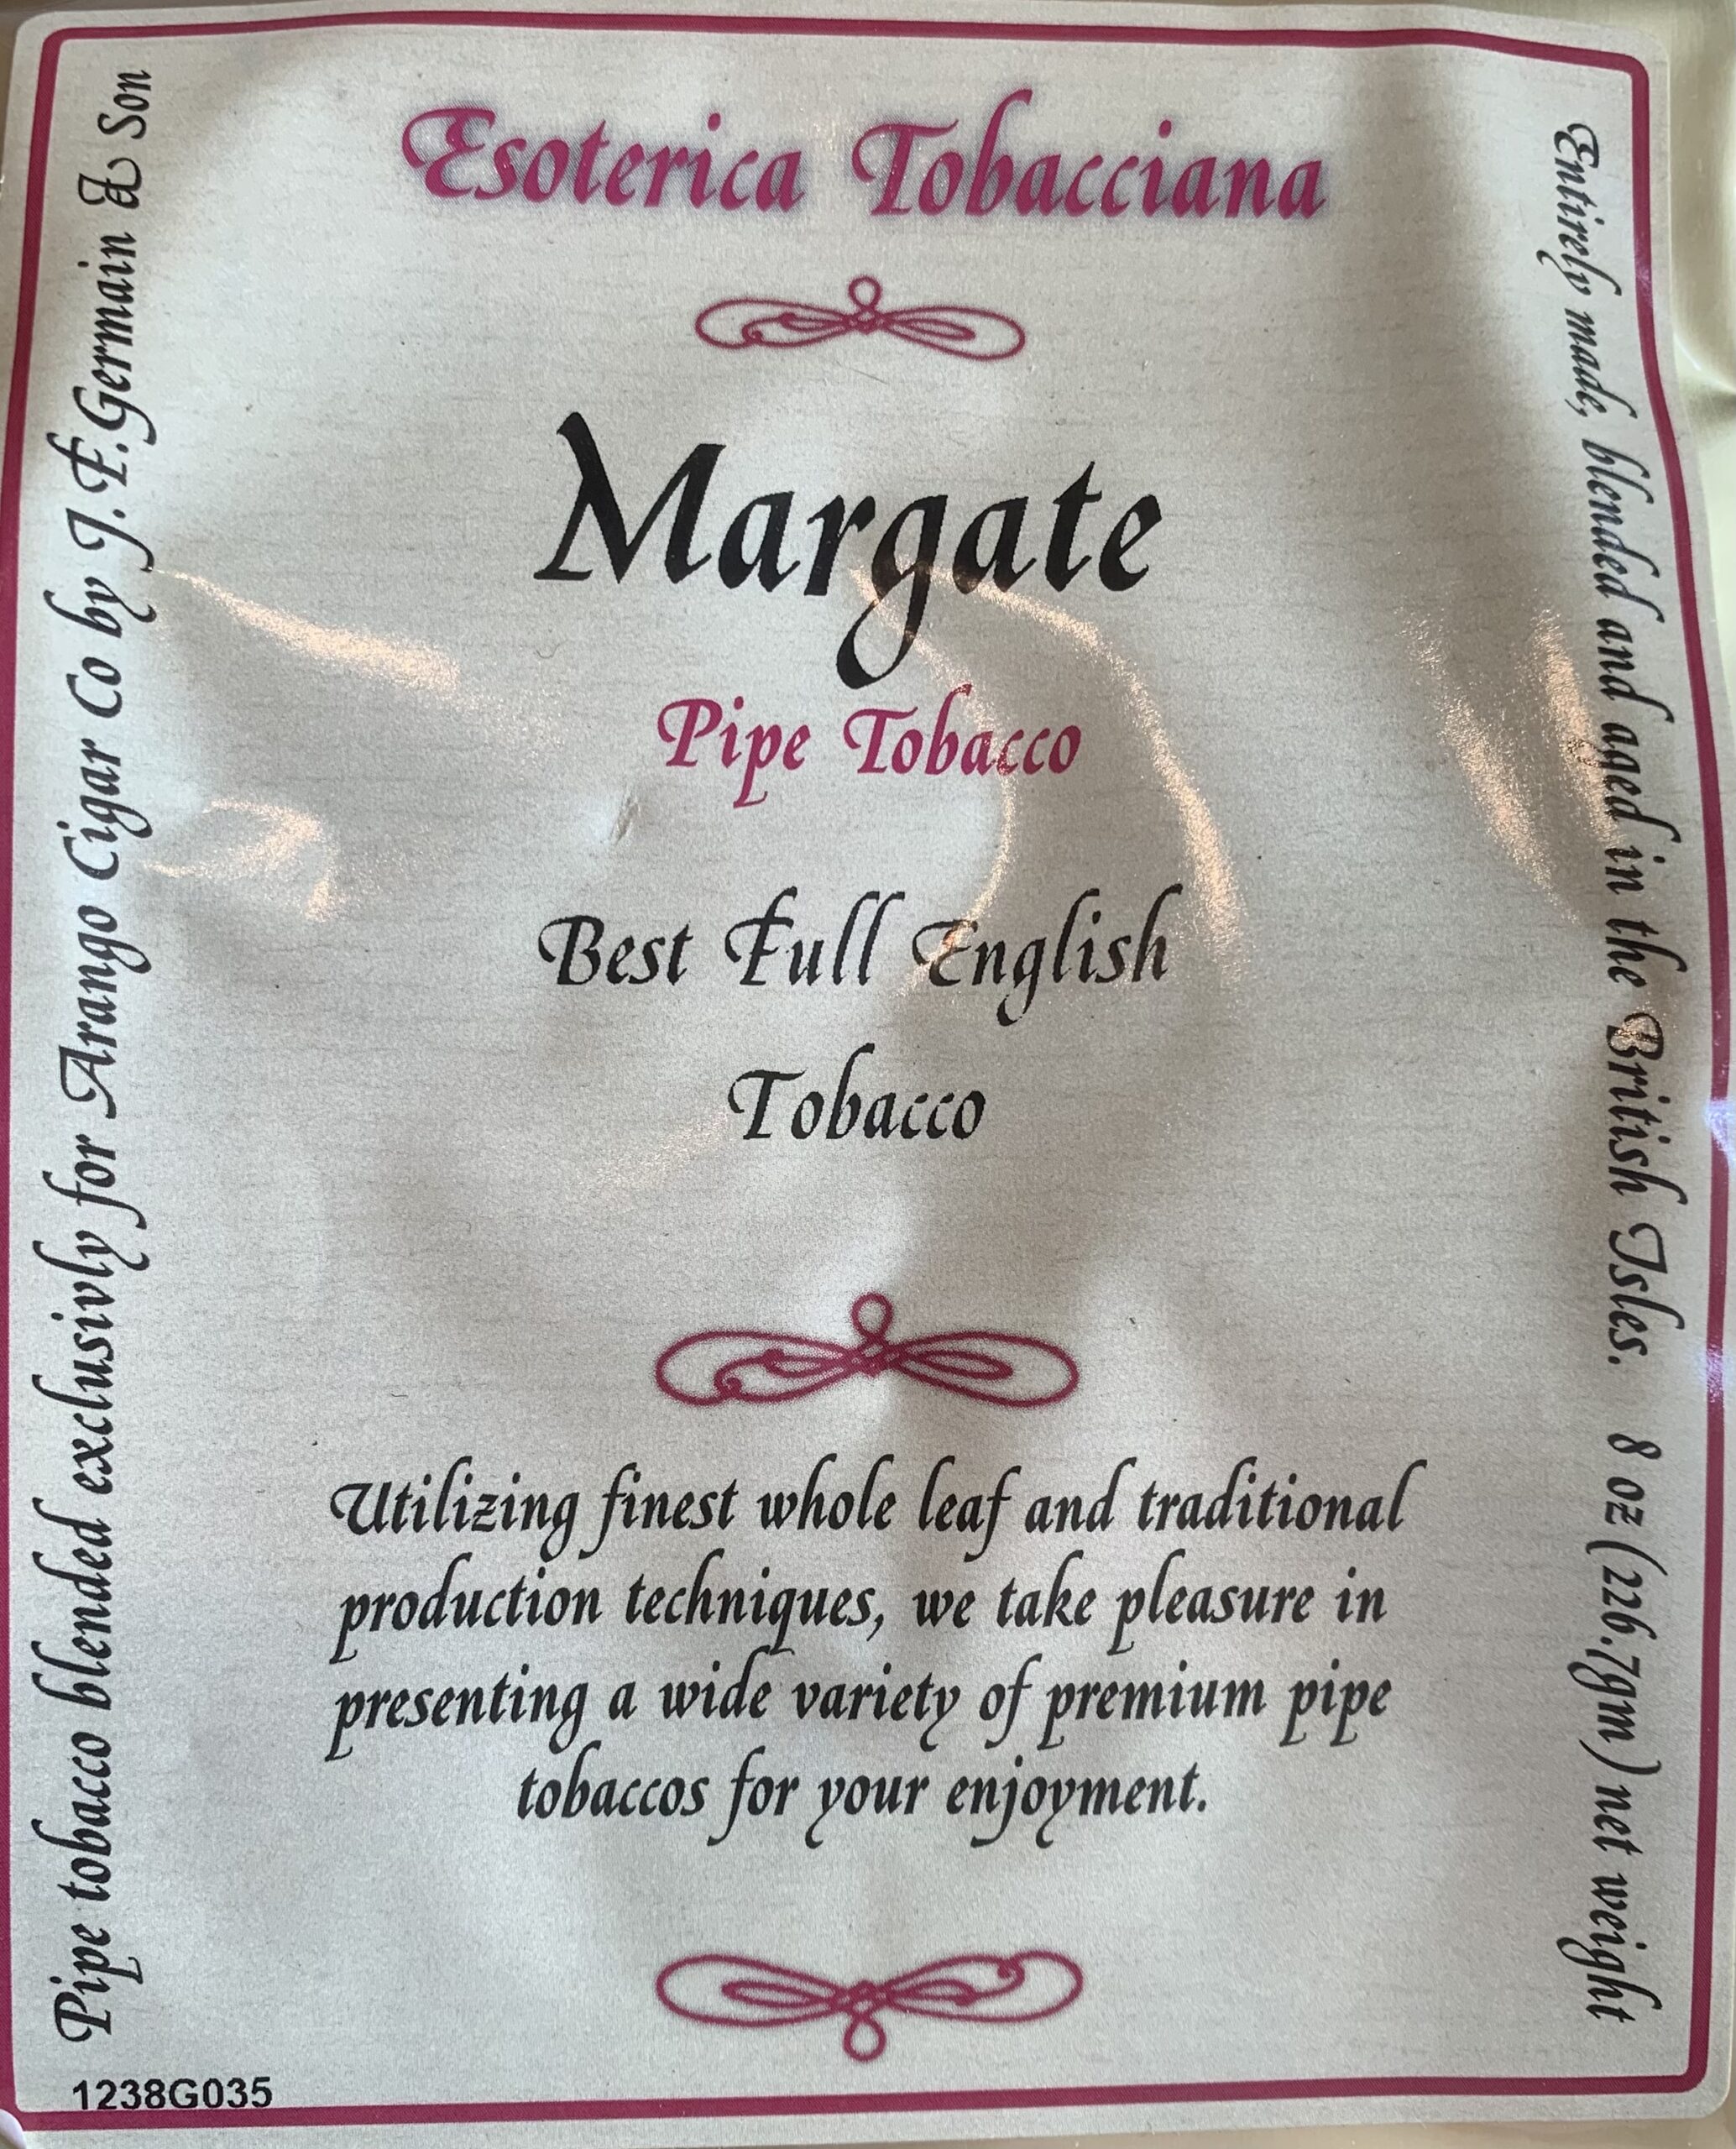 Esoterica Tobacciana
Margate
Pipe Tobacco
Best Full English
Tobacco
Utilizing finest whole leaf and traditional
production techniques, we take pleasure in
presenting a wide variety of premium pipe
tobaccos for your enjoyment.
Pipe tobacco blended exclusivly for Arango Cigar Co by J.F.Germain & Son
Entirely made, blended and aged in the British Isles. 8 oz (226.7gm) net weight
1238G035